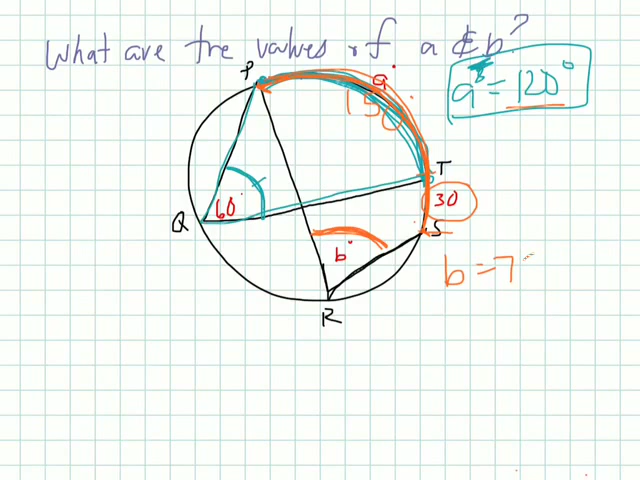 What are the values of a & b?
P
a°
a° = 120°
150
T
60°
30
Q
S
b°
b = 7
R